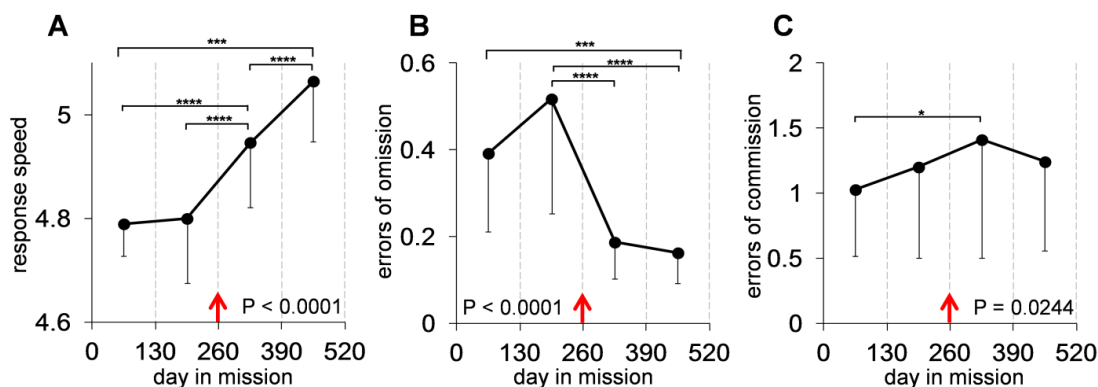 A
***
****
****
****
5
4.8
4.6
response speed
P < 0.0001
0 130 260 390 520
day in mission
B
***
****
****
0.6
0.4
0.2
0
errors of omission
P < 0.0001
0 130 260 390 520
day in mission
C
*
2
1.5
1
0.5
0
errors of commission
P = 0.0244
0 130 260 390 520
day in mission